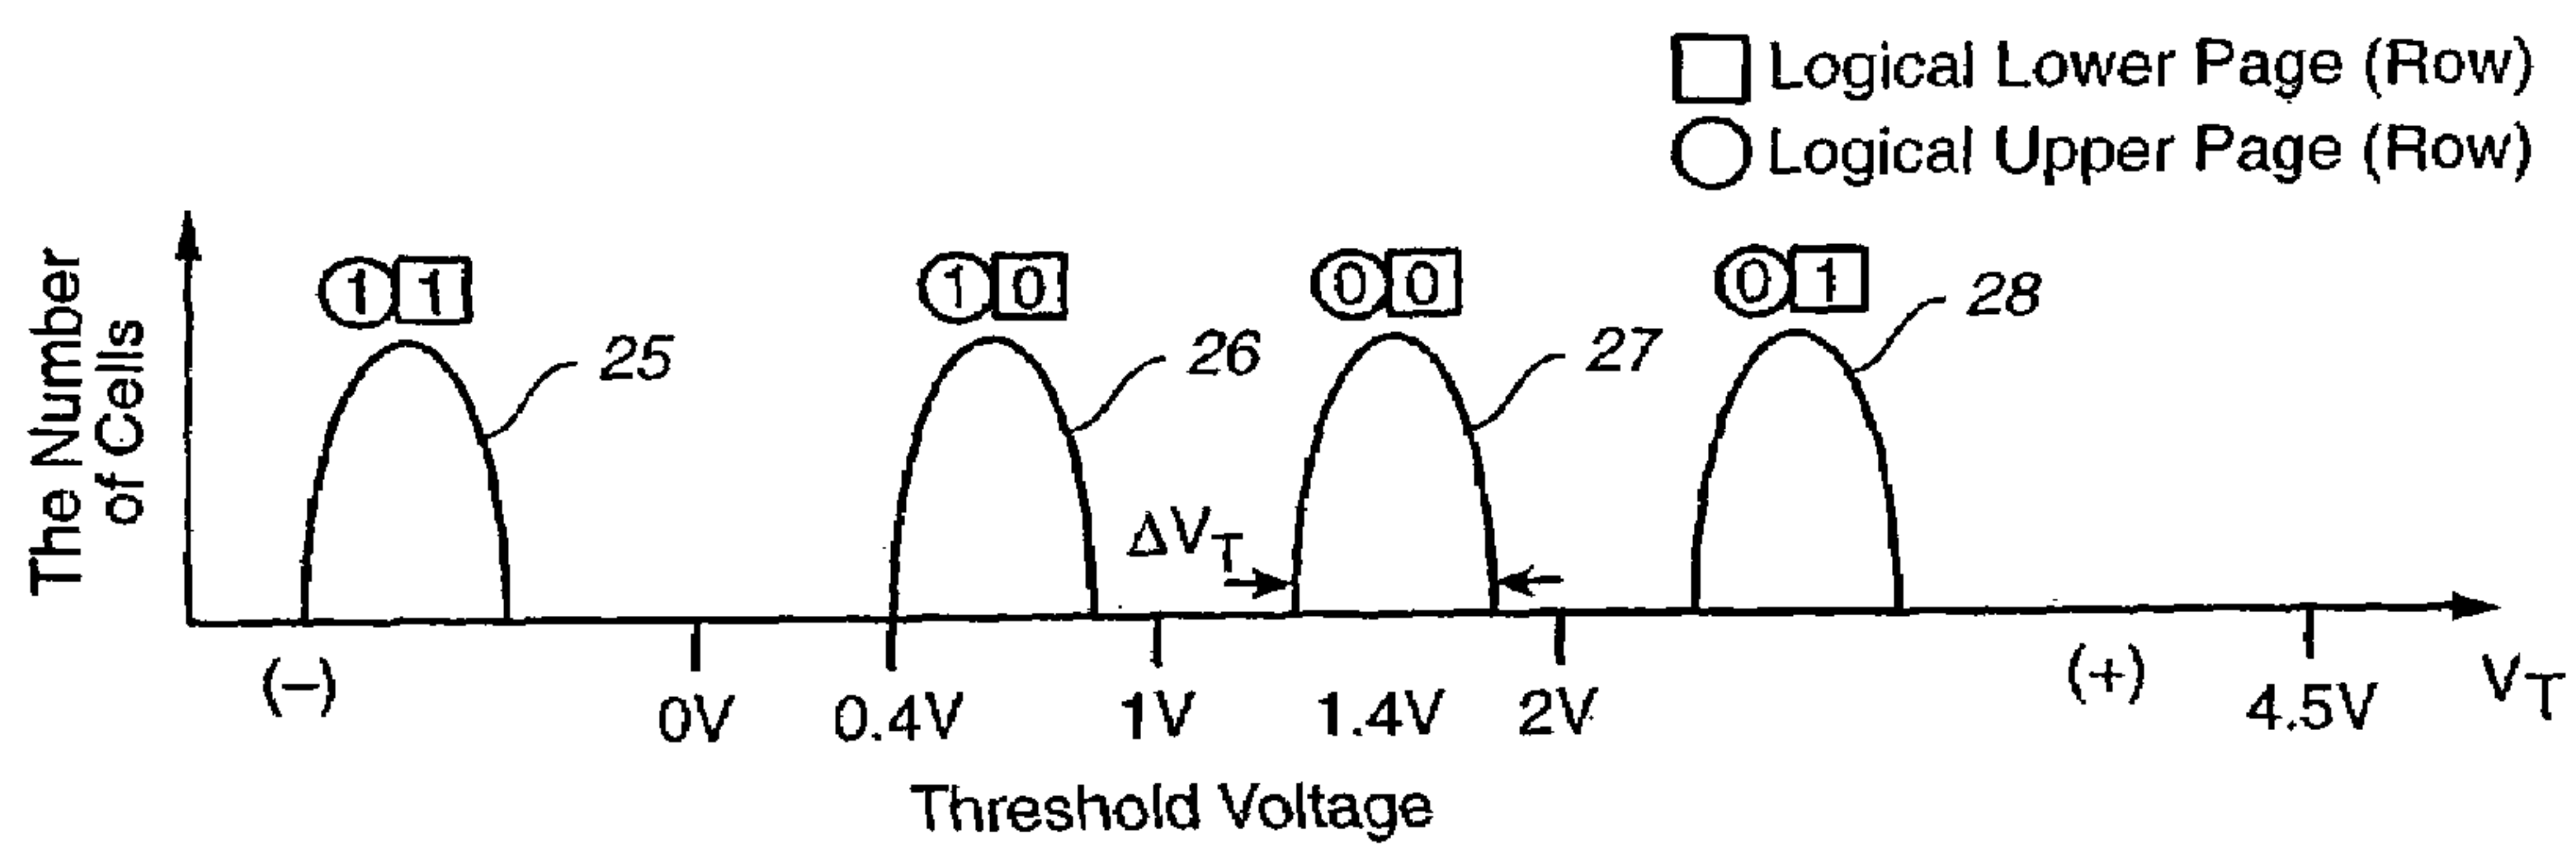 Logical Lower Page (Row)
Logical Upper Page (Row)
The Number
of Cells
1 1
1 0
0 0
0 1
25
26
27
28
ΔVT
(–)
0V
0.4V
1V
1.4V
2V
(+)
4.5V
VT
Threshold Voltage